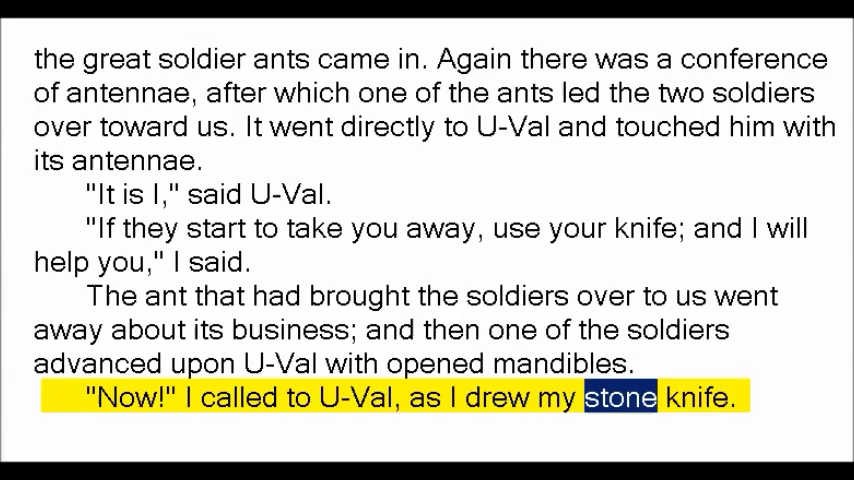 the great soldier ants came in. Again there was a conference
of antennae, after which one of the ants led the two soldiers
over toward us. It went directly to U-Val and touched him with
its antennae.
"It is I," said U-Val.
"If they start to take you away, use your knife; and I will
help you," I said.
The ant that had brought the soldiers over to us went
away about its business; and then one of the soldiers
advanced upon U-Val with opened mandibles.
"Now!" I called to U-Val, as I drew my stone knife.